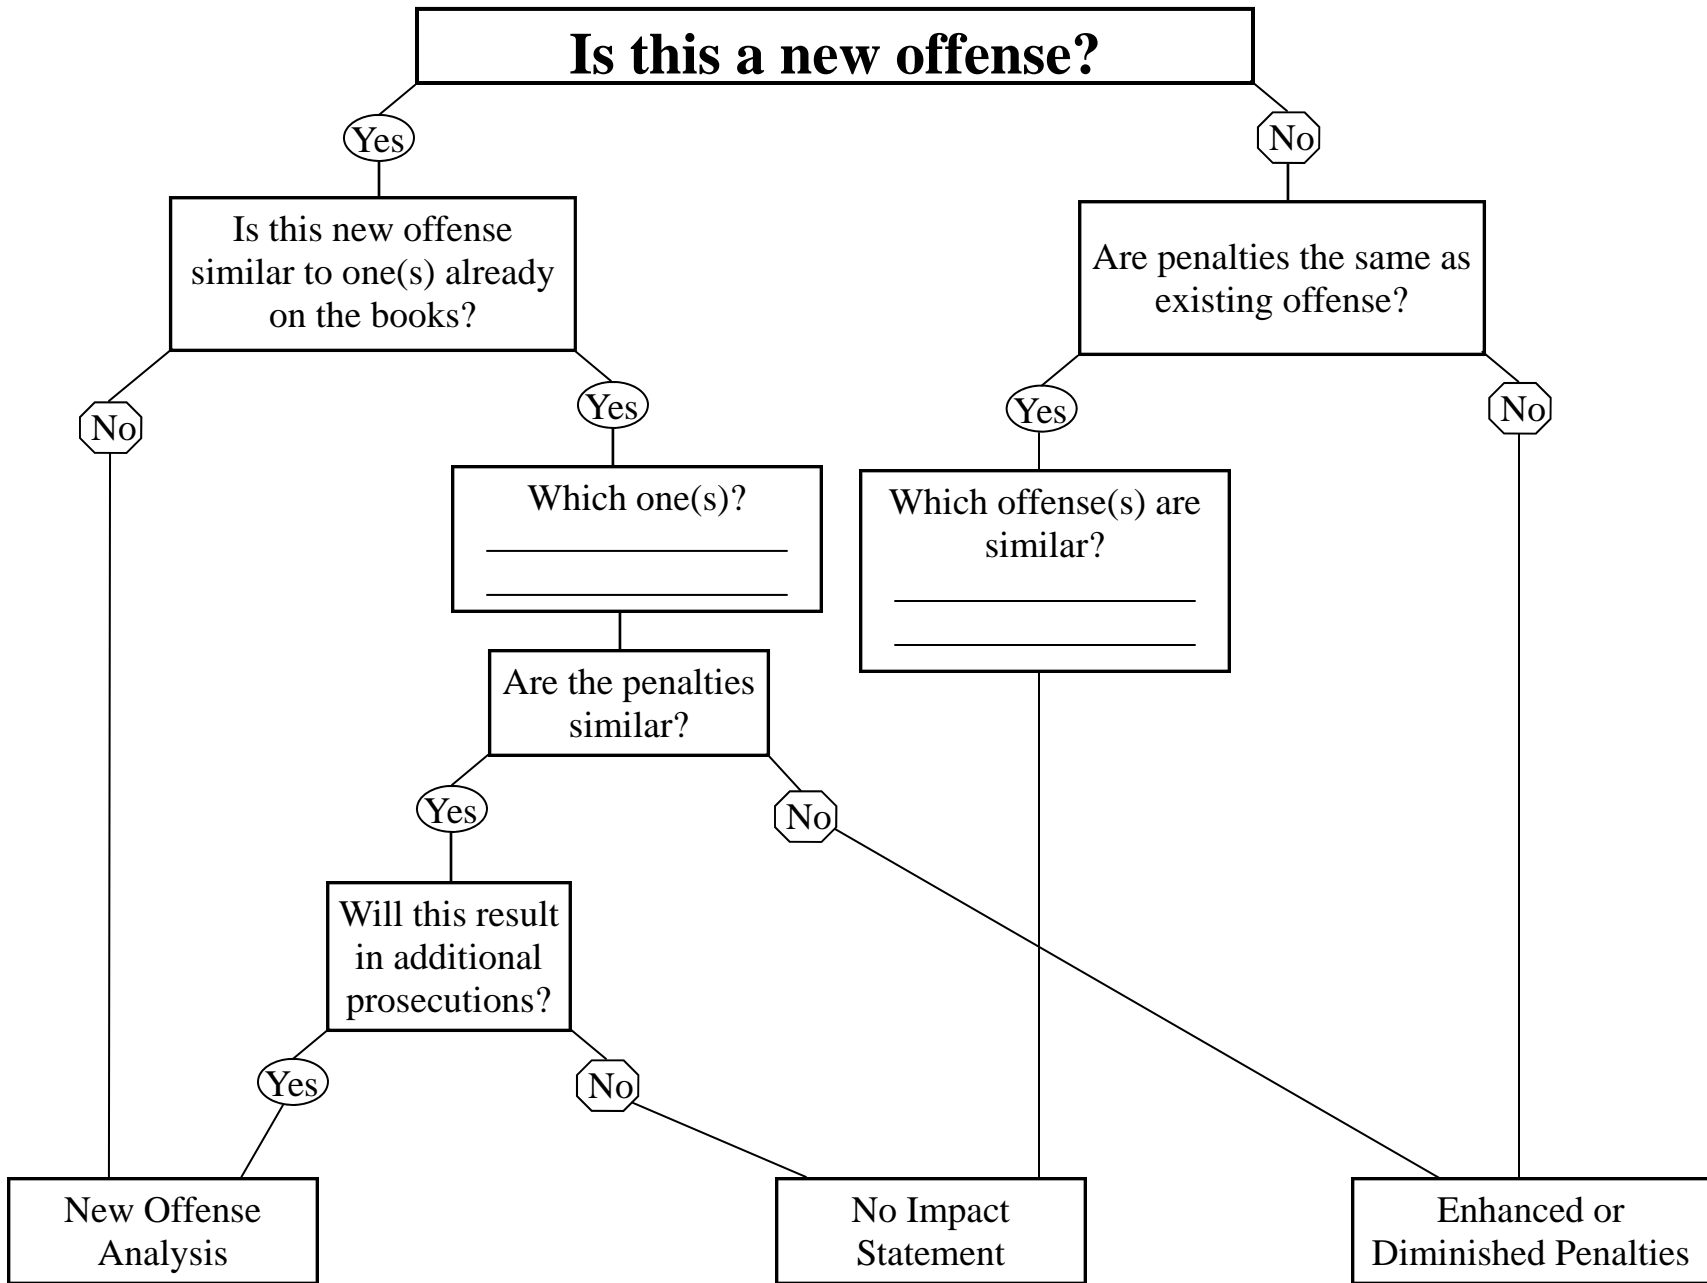 Is this a new offense?
Yes
No
Is this new offense
similar to one(s) already
on the books?
Are penalties the same as
existing offense?
No
Yes
Yes
No
Which one(s)?
Which offense(s) are
similar?
Are the penalties
similar?
Yes
No
Will this result
in additional
prosecutions?
Yes
No
New Offense
Analysis
No Impact
Statement
Enhanced or
Diminished Penalties